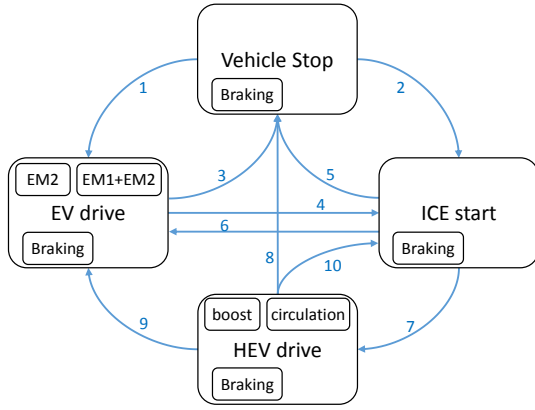 Vehicle Stop
Braking
1
2
EM2
EM1+EM2
EV drive
Braking
3
5
4
6
ICE start
Braking
8
10
9
7
boost
circulation
HEV drive
Braking